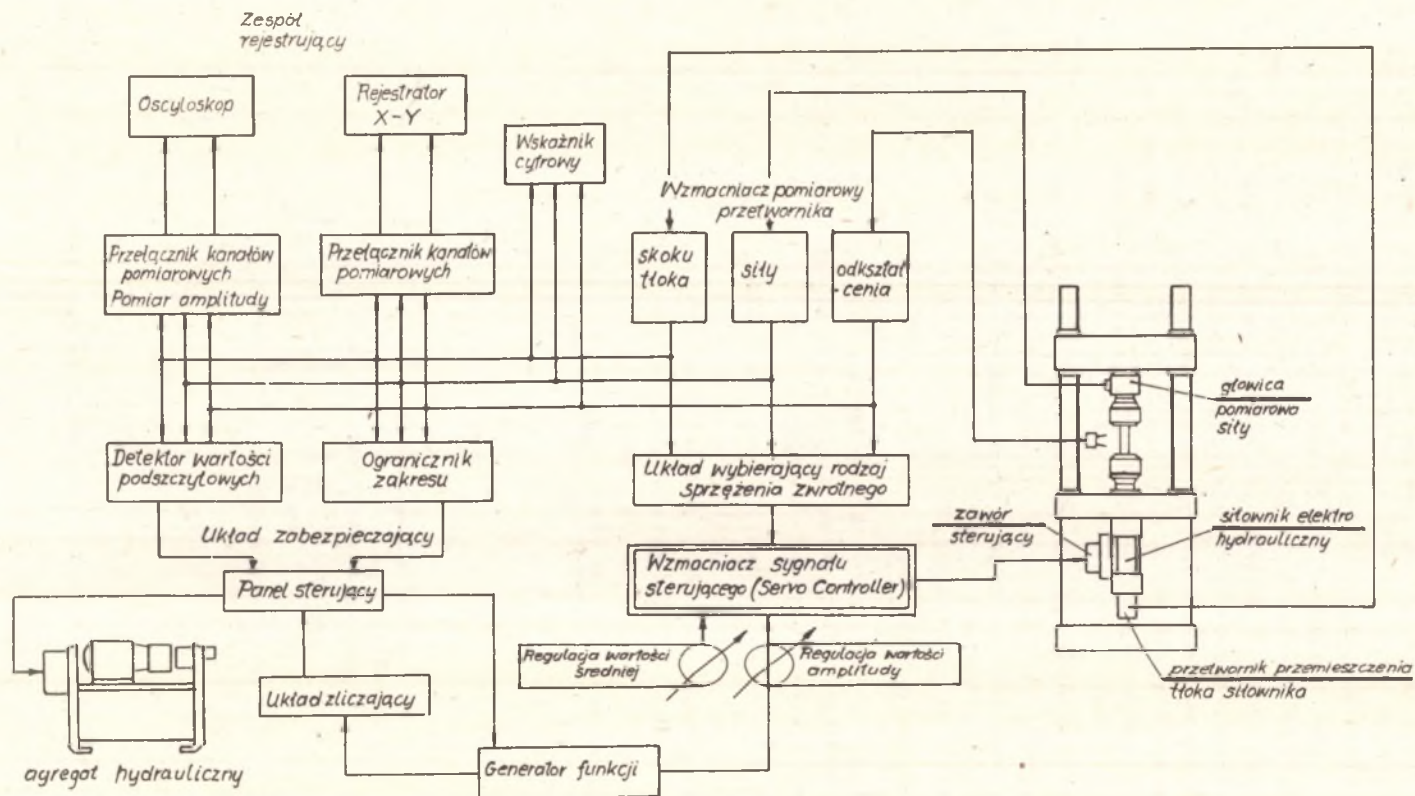 Zespół
rejestrujący
Oscyloskop
Rejestrator
X-Y
Wskaźnik
cyfrowy
Wzmacniacz pomiarowy
przetwornika
Przełącznik kanałów
pomiarowych
Pomiar amplitudy
Przełącznik kanałów
pomiarowych
skoku
tłoka
siły
odkształ
-cenia
głowica
pomiarowa
siły
Detektor wartości
podszczytowych
Ogranicznik
zakresu
Układ wybierający rodzaj
sprzężenia zwrotnego
Układ zabezpieczający
zawór
sterujący
siłownik elektro
hydrauliczny
Wzmocniacz sygnału
sterującego (Servo Controller)
Panel sterujący
Regulacja wartości
średniej
Regulacja wartości
amplitudy
przetwornik przemieszczenia
tłoka siłownika
Układ zliczający
agregat hydrauliczny
Generator funkcji